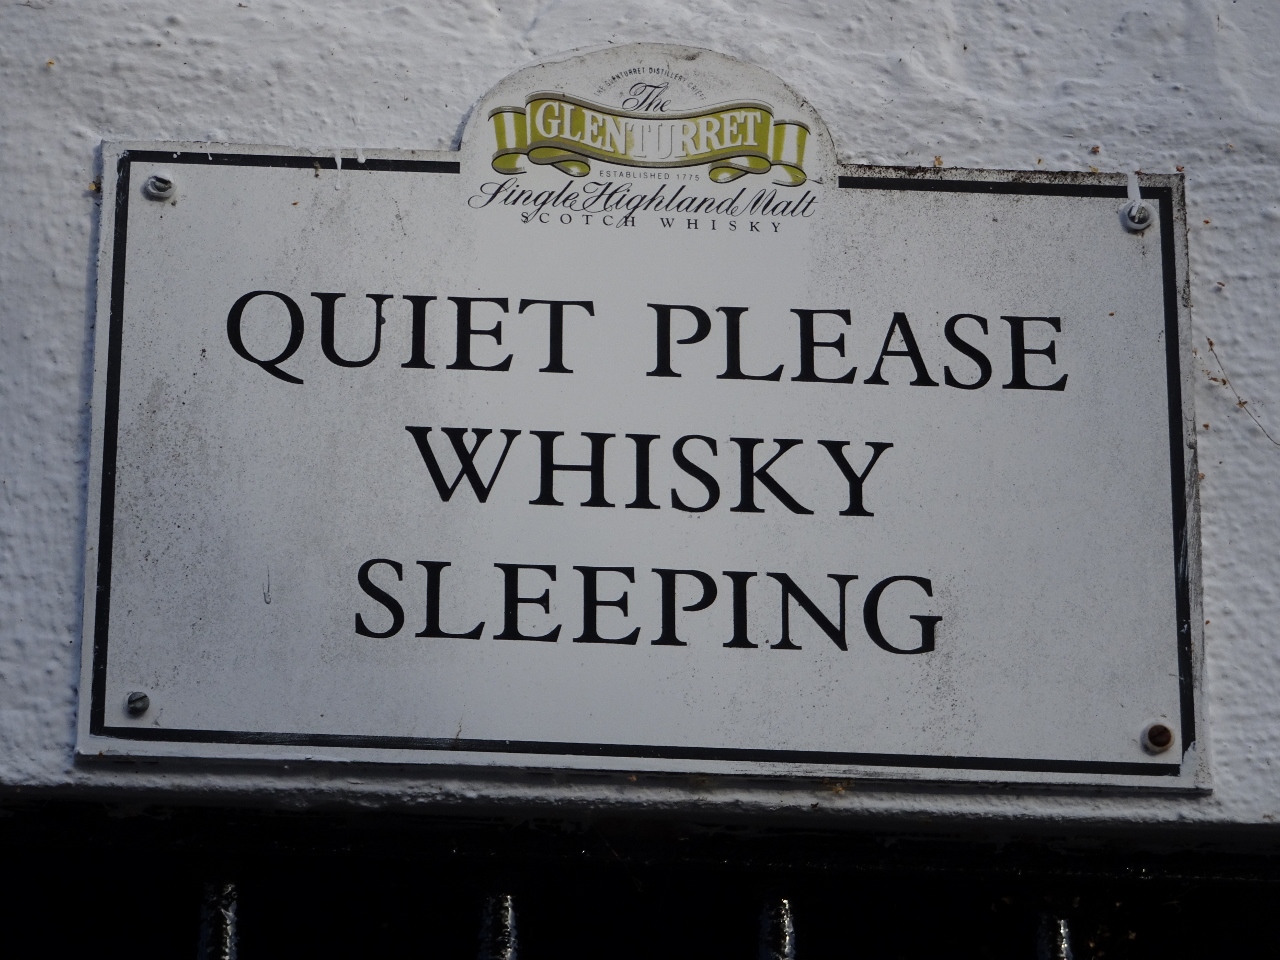 THE GLENTURRET DISTILLERY CRIEFF
The
GLENTURRET
ESTABLISHED 1775
Single Highland Malt
SCOTCH WHISKY
QUIET PLEASE
WHISKY
SLEEPING